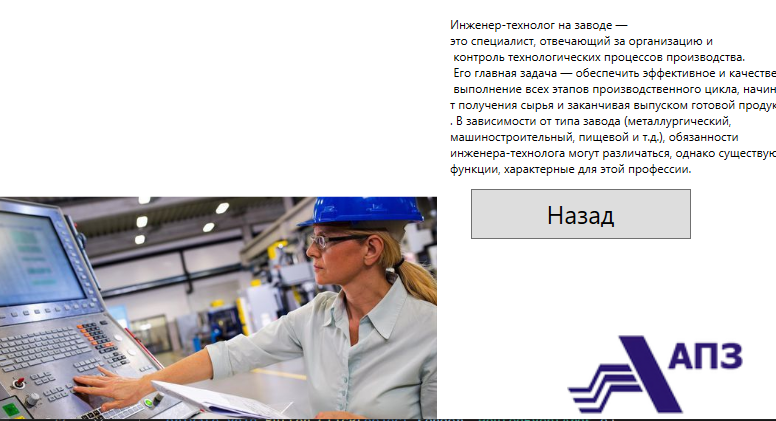 Инженер-технолог на заводе —
это специалист, отвечающий за организацию и
контроль технологических процессов производства.
Его главная задача — обеспечить эффективное и качестве
выполнение всех этапов производственного цикла, начин
т получения сырья и заканчивая выпуском готовой продук
. В зависимости от типа завода (металлургический,
машиностроительный, пищевой и т.д.), обязанности
инженера-технолога могут различаться, однако существую
функции, характерные для этой профессии.
Назад
АПЗ